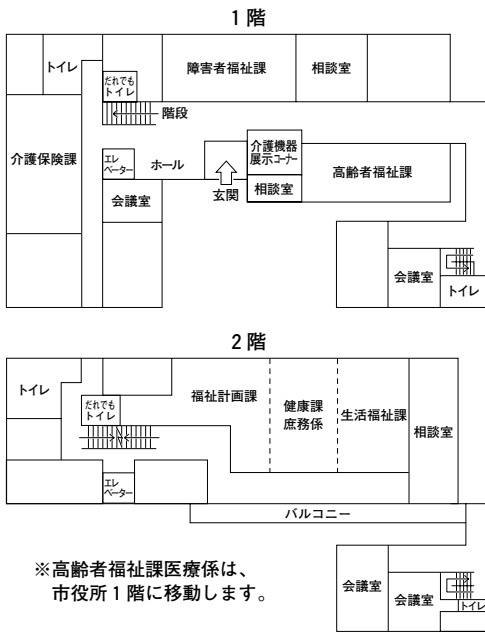 1階
トイレ
だれでも
トイレ
障害者福祉課
相談室
階段
介護保険課
エレ
ベーター
ホール
介護機器
展示コーナー
高齢者福祉課
会議室
玄関
相談室
会議室
トイレ
2階
トイレ
だれでも
トイレ
福祉計画課
健康課
庶務係
生活福祉課
相談室
エレ
ベーター
バルコニー
※高齢者福祉課医療係は、
市役所1階に移動します。
会議室
会議室
トイレ